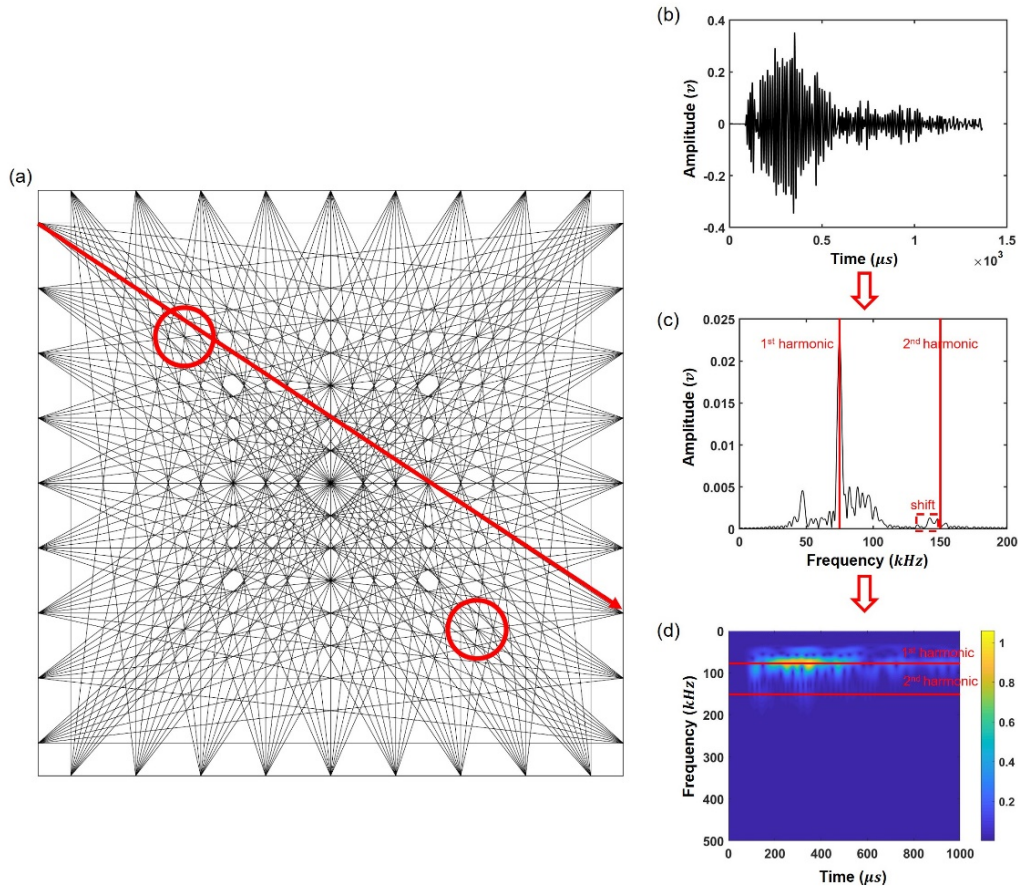 (a)
(b)
Amplitude (v)
0.4
0.2
0
-0.2
-0.4
0
0.5
1
1.5
×10³
Time (μs)
(c)
Amplitude (v)
0.025
0.02
0.015
0.01
0.005
0
1st harmonic
2nd harmonic
shift
0
50
100
150
200
Frequency (kHz)
(d)
Frequency (kHz)
0
100
200
300
400
500
1st harmonic
2nd harmonic
0
200
400
600
800
1000
Time (μs)
1
0.8
0.6
0.4
0.2